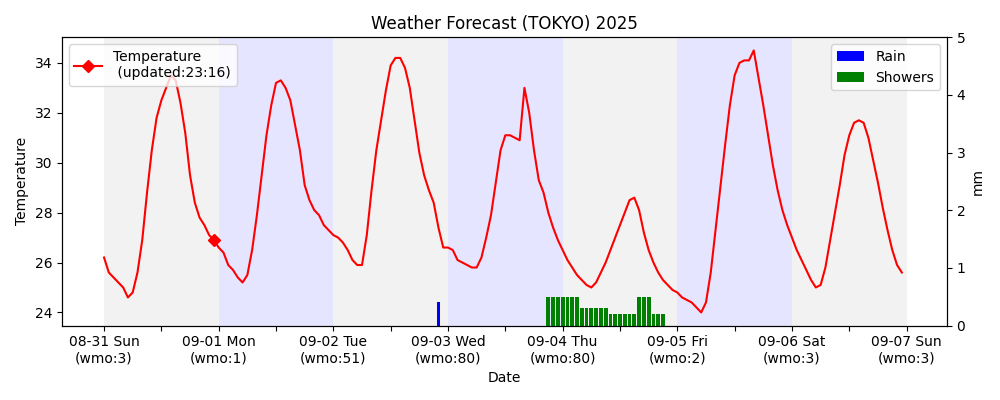 Weather Forecast (TOKYO) 2025
Temperature
(updated:23:16)
Rain
Showers
34
32
30
28
26
24
Temperature
5
4
3
2
1
0
mm
08-31 Sun
(wmo:3)
09-01 Mon
(wmo:1)
09-02 Tue
(wmo:51)
09-03 Wed
(wmo:80)
09-04 Thu
(wmo:80)
09-05 Fri
(wmo:2)
09-06 Sat
(wmo:3)
09-07 Sun
(wmo:3)
Date